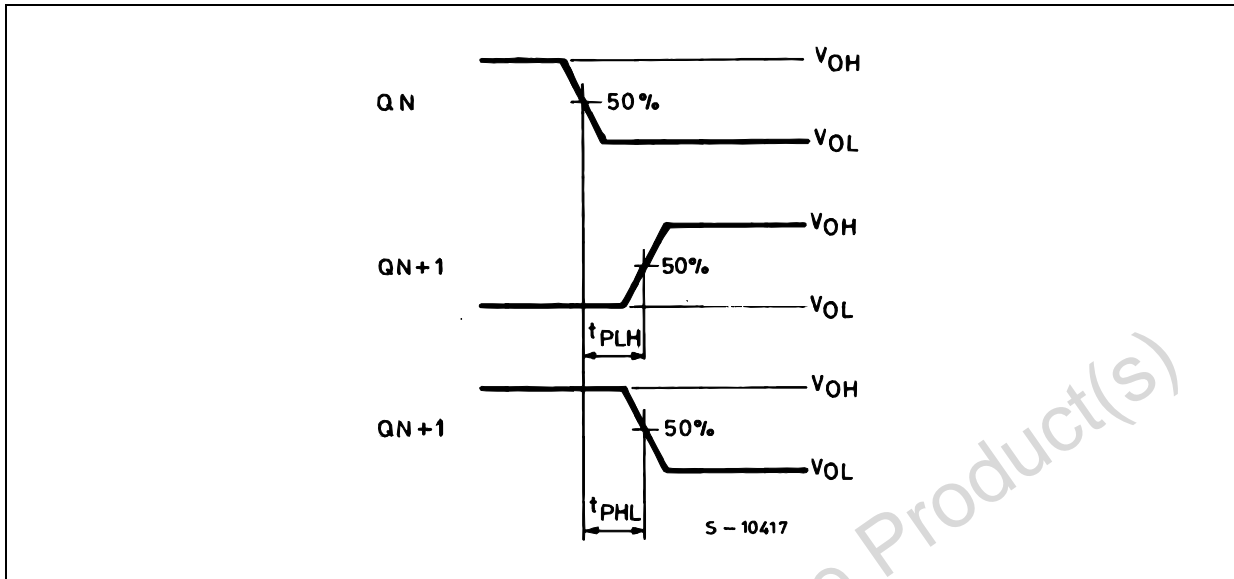 VOH
QN
50%
VOL
VOH
QN+1
50%
VOL
tPLH
VOH
QN+1
50%
VOL
tPHL
S - 10417
Product(s)